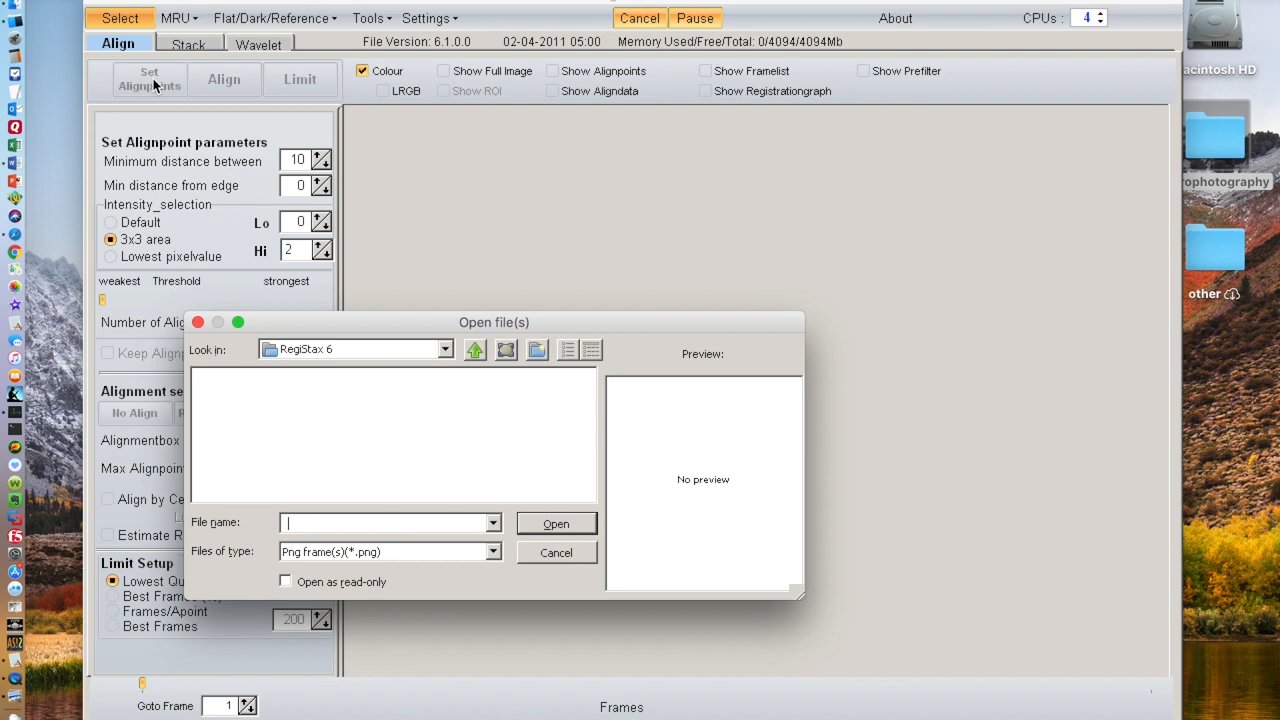 Select MRU Flat/Dark/Reference Tools Settings Cancel Pause About CPUs: 4
Align Stack Wavelet File Version: 6.1.0.0 02-04-2011 05:00 Memory Used/Free/Total: 0/4094/4094Mb
acintosh HD
Set Alignpoints Align Limit
Colour Show Full Image Show Alignpoints Show Framelist Show Prefilter
LRGB Show ROI Show Aligndata Show Registrationgraph
Set Alignpoint parameters
Minimum distance between 10
Min distance from edge 0
rophotography
Intensity_selection
Default Lo 0
3x3 area
Lowest pixelvalue Hi 2
weakest Threshold strongest
other
Number of Alig
Open file(s)
Look in: RegiStax 6
Preview:
Keep Alignp
Alignment se
No Align
Alignmentbox
Max Alignpoin
No preview
Align by Ce
File name: Open
Estimate R
Files of type: Png frame(s)(*.png) Cancel
Limit Setup
Open as read-only
Lowest Qu
Best Frames (%)
Frames/Apoint
Best Frames 200
Goto Frame 1 Frames